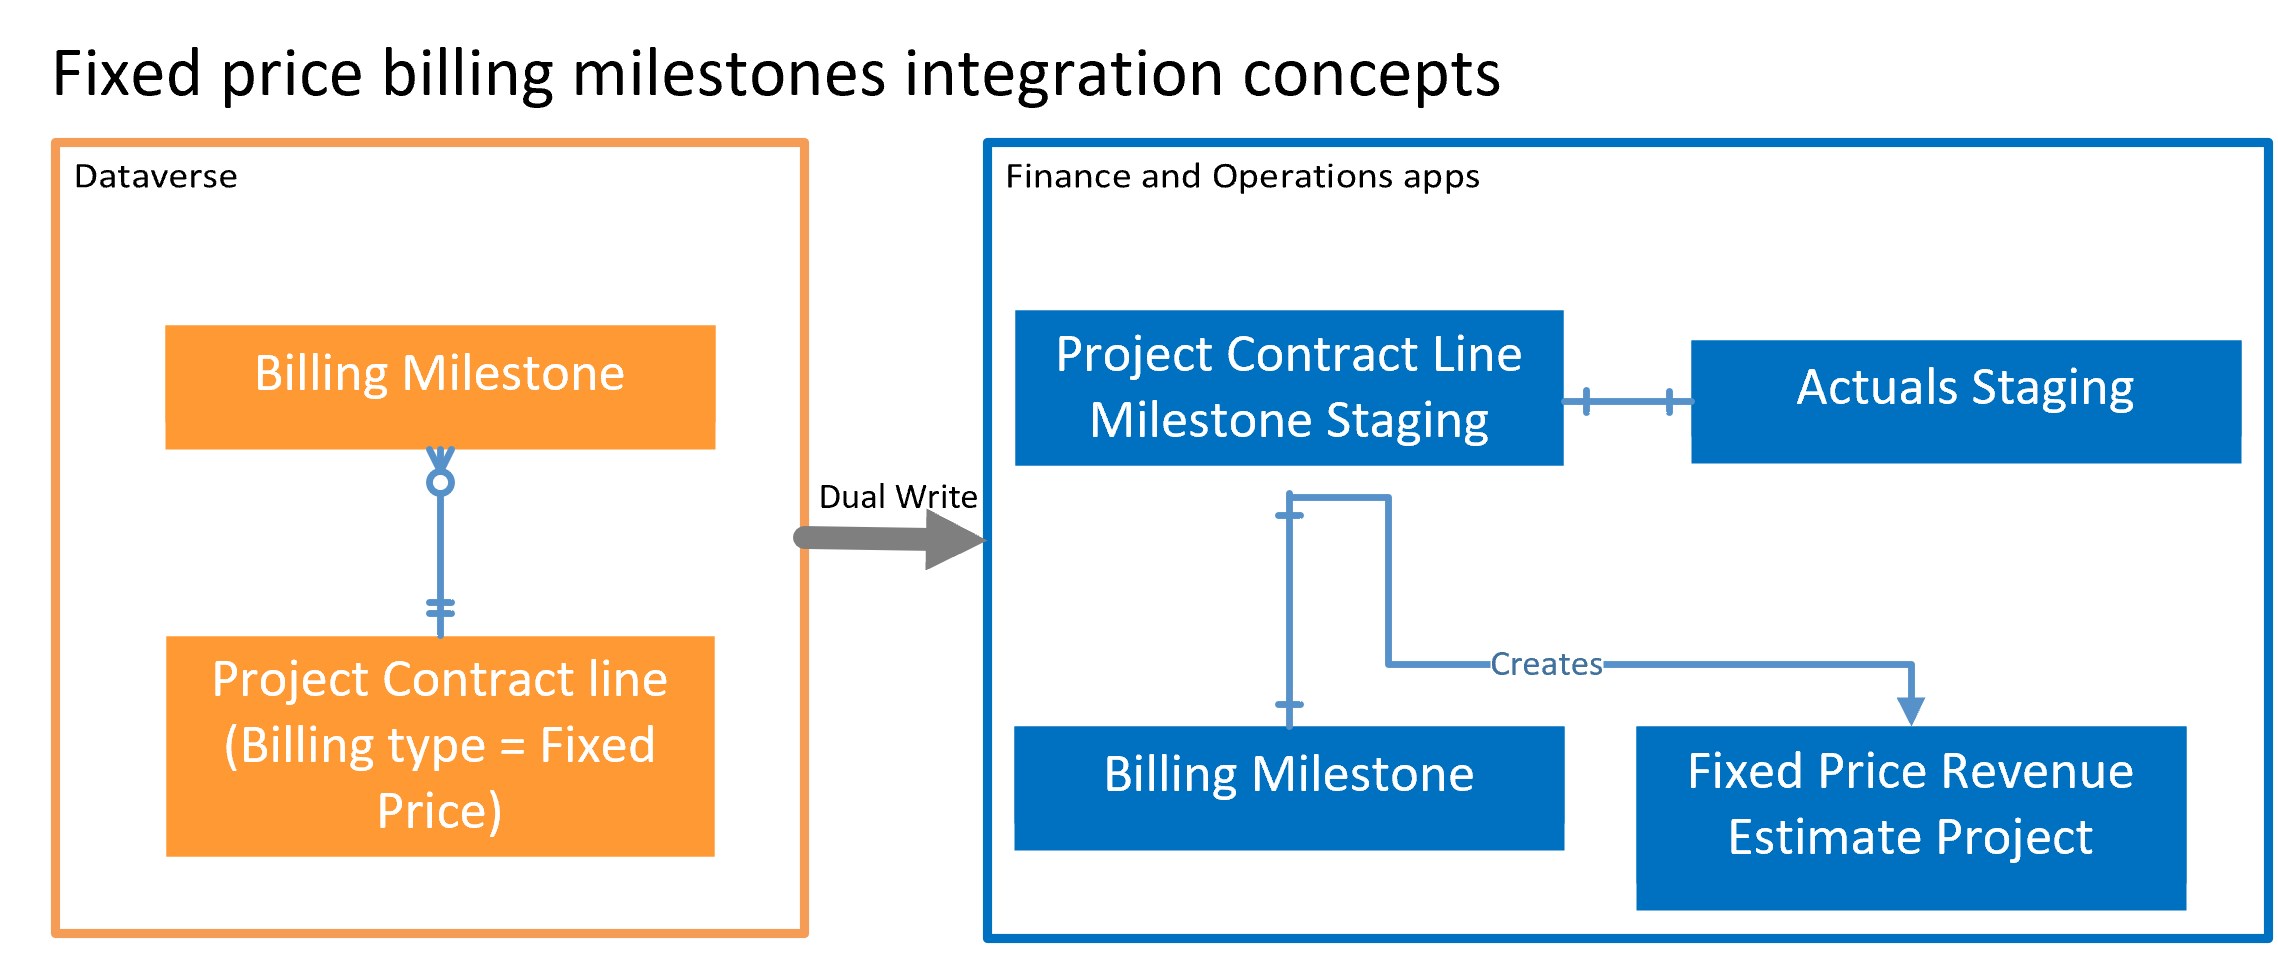 Fixed price billing milestones integration concepts
Dataverse
Billing Milestone
Project Contract line
(Billing type = Fixed
Price)
Dual Write
Finance and Operations apps
Project Contract Line
Milestone Staging
Actuals Staging
Creates
Billing Milestone
Fixed Price Revenue
Estimate Project